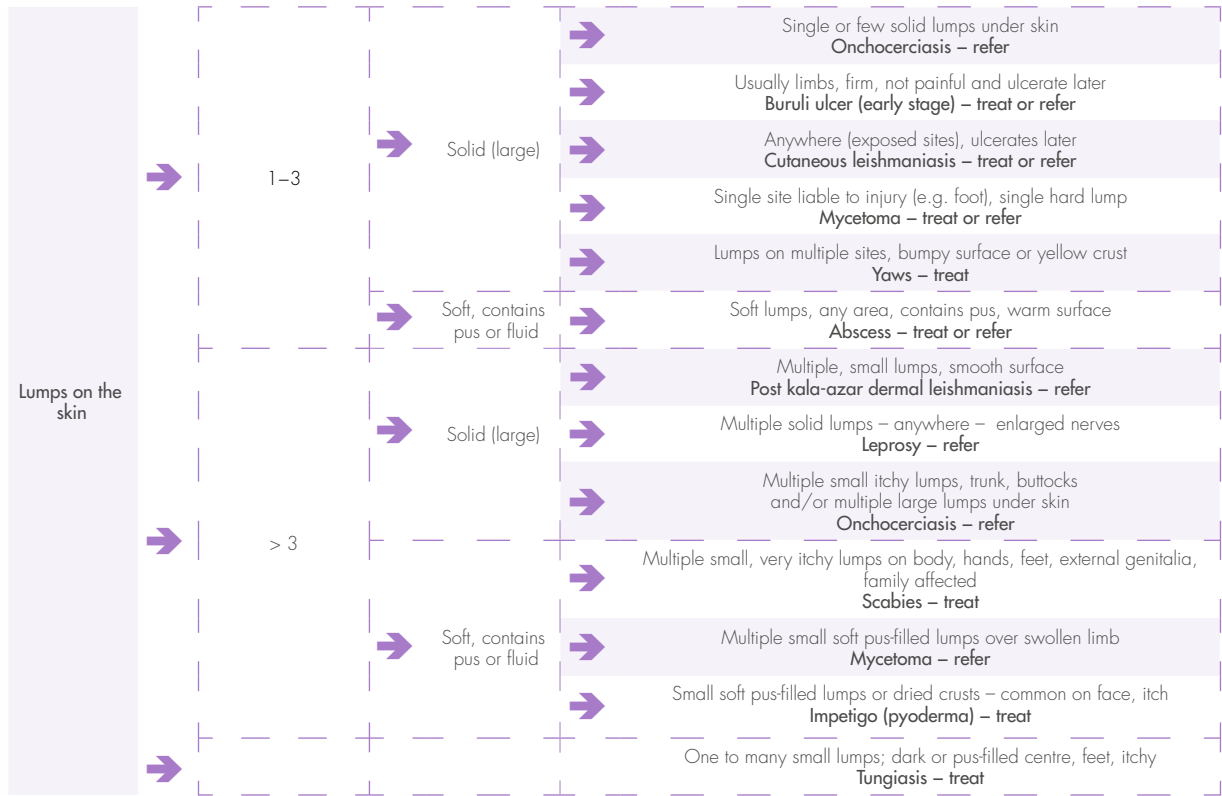 Lumps on the
skin
1–3
Solid (large)
Single or few solid lumps under skin
Onchocerciasis – refer
Usually limbs, firm, not painful and ulcerate later
Buruli ulcer (early stage) – treat or refer
Anywhere (exposed sites), ulcerates later
Cutaneous leishmaniasis – treat or refer
Single site liable to injury (e.g. foot), single hard lump
Mycetoma – treat or refer
Lumps on multiple sites, bumpy surface or yellow crust
Yaws – treat
Soft, contains
pus or fluid
Soft lumps, any area, contains pus, warm surface
Abscess – treat or refer
> 3
Solid (large)
Multiple, small lumps, smooth surface
Post kala-azar dermal leishmaniasis – refer
Multiple solid lumps – anywhere – enlarged nerves
Leprosy – refer
Multiple small itchy lumps, trunk, buttocks
and/or multiple large lumps under skin
Onchocerciasis – refer
Soft, contains
pus or fluid
Multiple small, very itchy lumps on body, hands, feet, external genitalia,
family affected
Scabies – treat
Multiple small soft pus-filled lumps over swollen limb
Mycetoma – refer
Small soft pus-filled lumps or dried crusts – common on face, itch
Impetigo (pyoderma) – treat
One to many small lumps; dark or pus-filled centre, feet, itchy
Tungiasis – treat